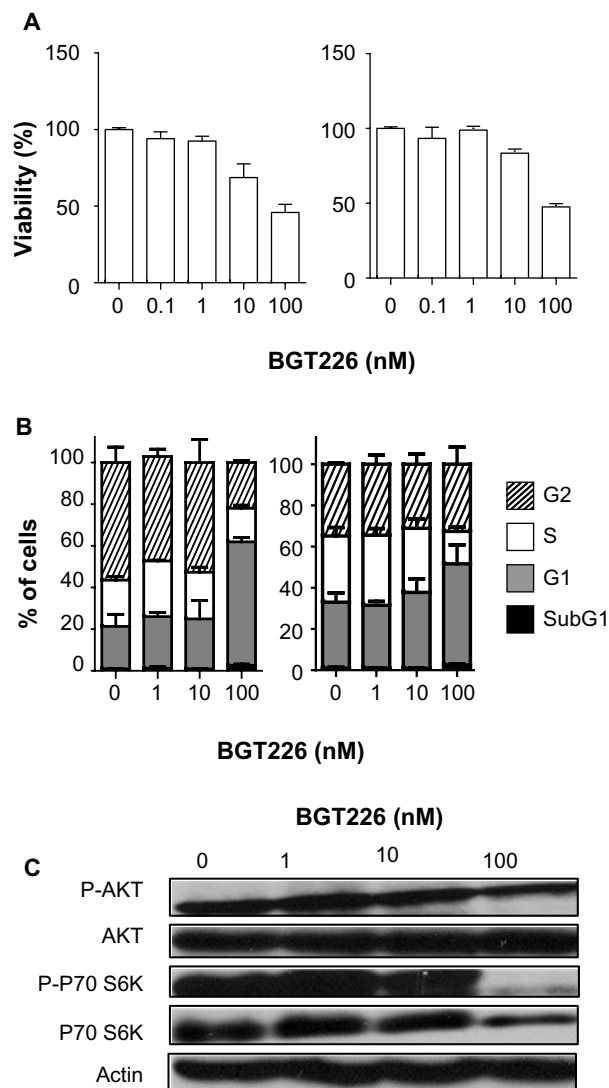 A
Viability (%)
150
100
50
0
0 0.1 1 10 100
150
100
50
0
0 0.1 1 10 100
BGT226 (nM)
B
% of cells
100
80
60
40
20
0
0 1 10 100
100
80
60
40
20
0
0 1 10 100
G2
S
G1
SubG1
BGT226 (nM)
BGT226 (nM)
C
0 1 10 100
P-AKT
AKT
P-P70 S6K
P70 S6K
Actin